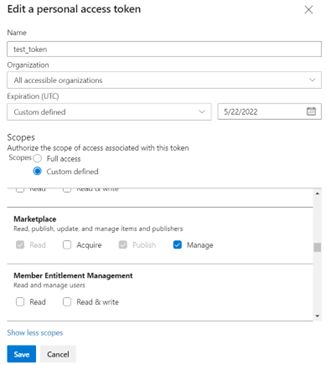 Edit a personal access token
Name
test_token
Organization
All accessible organizations
Expiration (UTC)
Custom defined 5/22/2022
Scopes
Authorize the scope of access associated with this token
Scopes Full access
Custom defined
Read Read & write
Marketplace
Read, publish, update, and manage items and publishers
Read Acquire Publish Manage
Member Entitlement Management
Read and manage users
Read Read & write
Show less scopes
Save Cancel